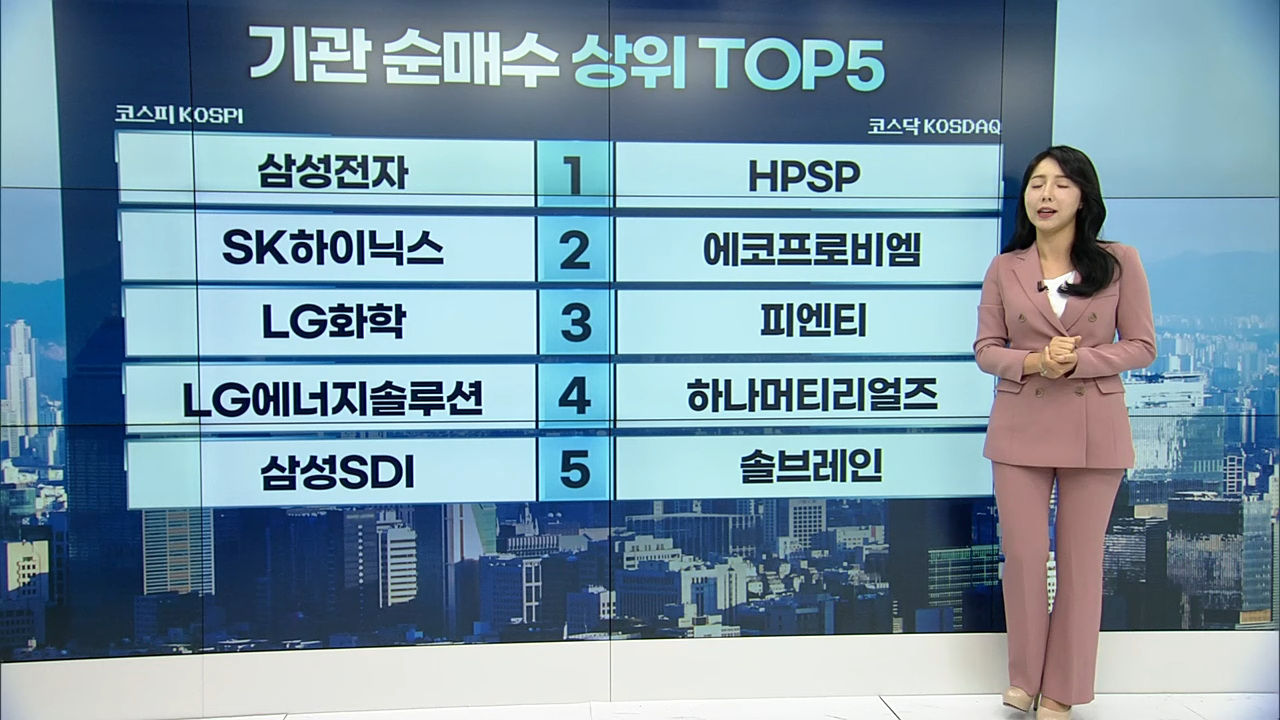 기관 순매수 상위 TOP5
코스피 KOSPI
코스닥 KOSDAQ
삼성전자 1 HPSP
SK하이닉스 2 에코프로비엠
LG화학 3 피엔티
LG에너지솔루션 4 하나머티리얼즈
삼성SDI 5 솔브레인